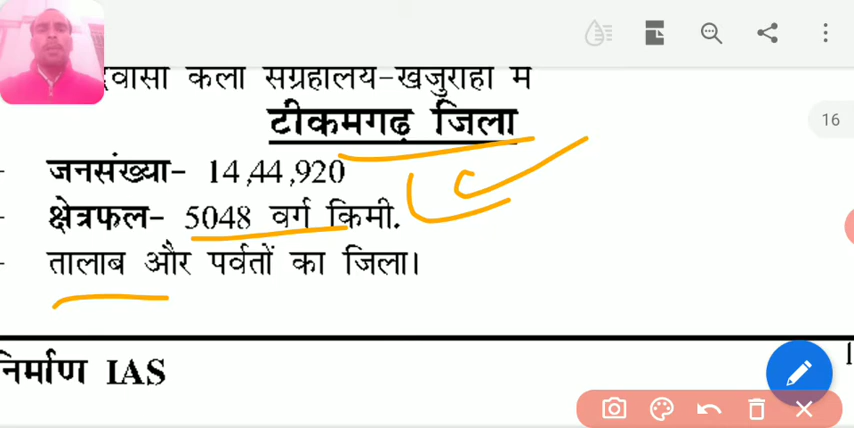 कला संग्रहालय-खजुराहो में
टीकमगढ़ जिला
16
- जनसंख्या- 14,44,920
- क्षेत्रफल- 5048 वर्ग किमी.
- तालाब और पर्वतों का जिला।
निर्माण IAS